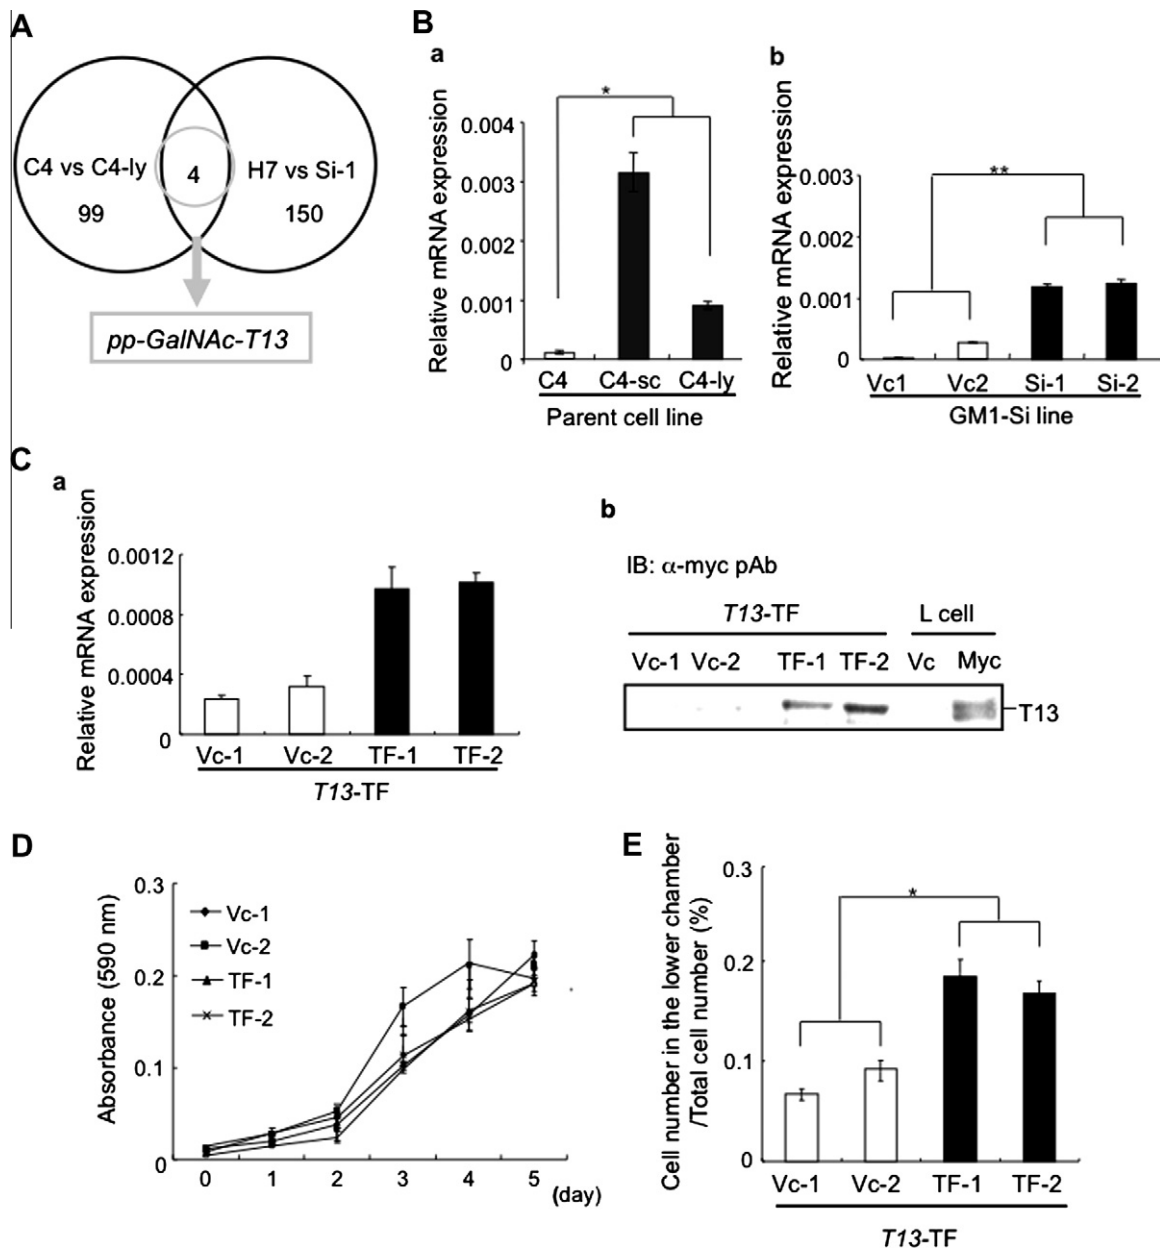 A
C4 vs C4-ly
99
4
H7 vs Si-1
150
pp-GalNAc-T13
B
a
Relative mRNA expression
0.004
0.003
0.002
0.001
0
*
C4 C4-sc C4-ly
Parent cell line
b
Relative mRNA expression
0.003
0.002
0.001
0
**
Vc1 Vc2 Si-1 Si-2
GM1-Si line
C
a
Relative mRNA expression
0.0012
0.0008
0.0004
0
Vc-1 Vc-2 TF-1 TF-2
T13-TF
b
IB: α-myc pAb
T13-TF L cell
Vc-1 Vc-2 TF-1 TF-2 Vc Myc
T13
D
Absorbance (590 nm)
0.3
0.2
0.1
0
Vc-1
Vc-2
TF-1
TF-2
0 1 2 3 4 5
(day)
E
Cell number in the lower chamber
/Total cell number (%)
0.3
0.2
0.1
0
*
Vc-1 Vc-2 TF-1 TF-2
T13-TF